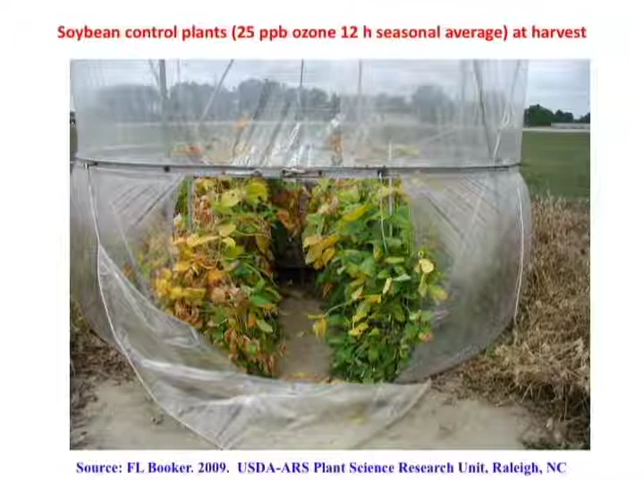 Soybean control plants (25 ppb ozone 12 h seasonal average) at harvest
Source: FL Booker. 2009. USDA-ARS Plant Science Research Unit, Raleigh, NC